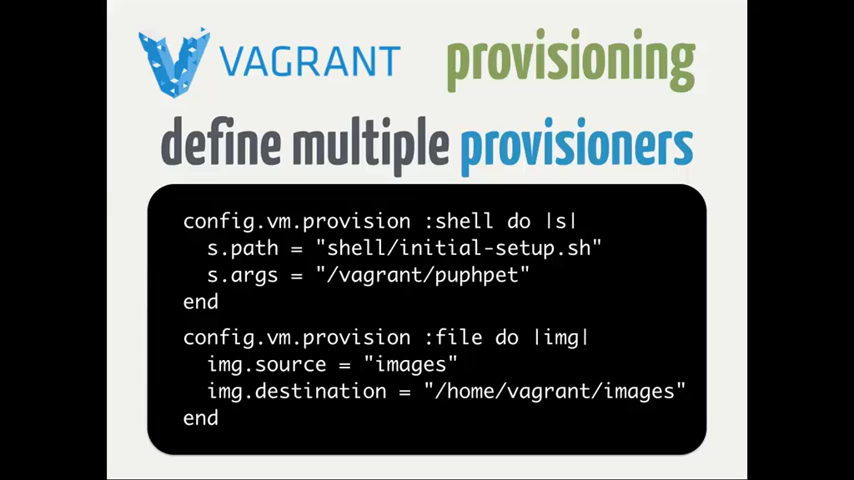 VAGRANT provisioning
define multiple provisioners
config.vm.provision :shell do |s|
  s.path = "shell/initial-setup.sh"
  s.args = "/vagrant/puphpet"
end
config.vm.provision :file do |img|
  img.source = "images"
  img.destination = "/home/vagrant/images"
end